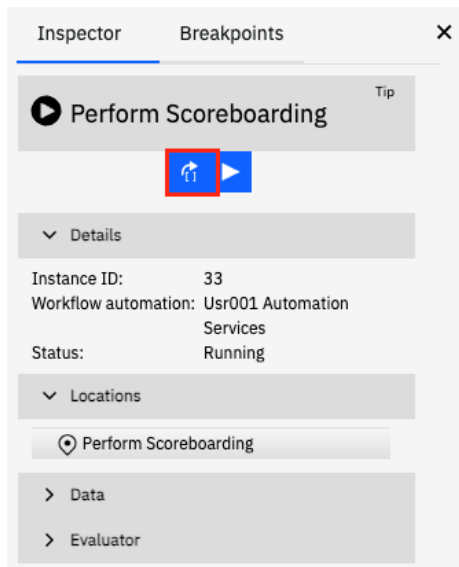 Inspector Breakpoints
Tip
Perform Scoreboarding
Details
Instance ID: 33
Workflow automation: Usr001 Automation
Services
Status: Running
Locations
Perform Scoreboarding
Data
Evaluator